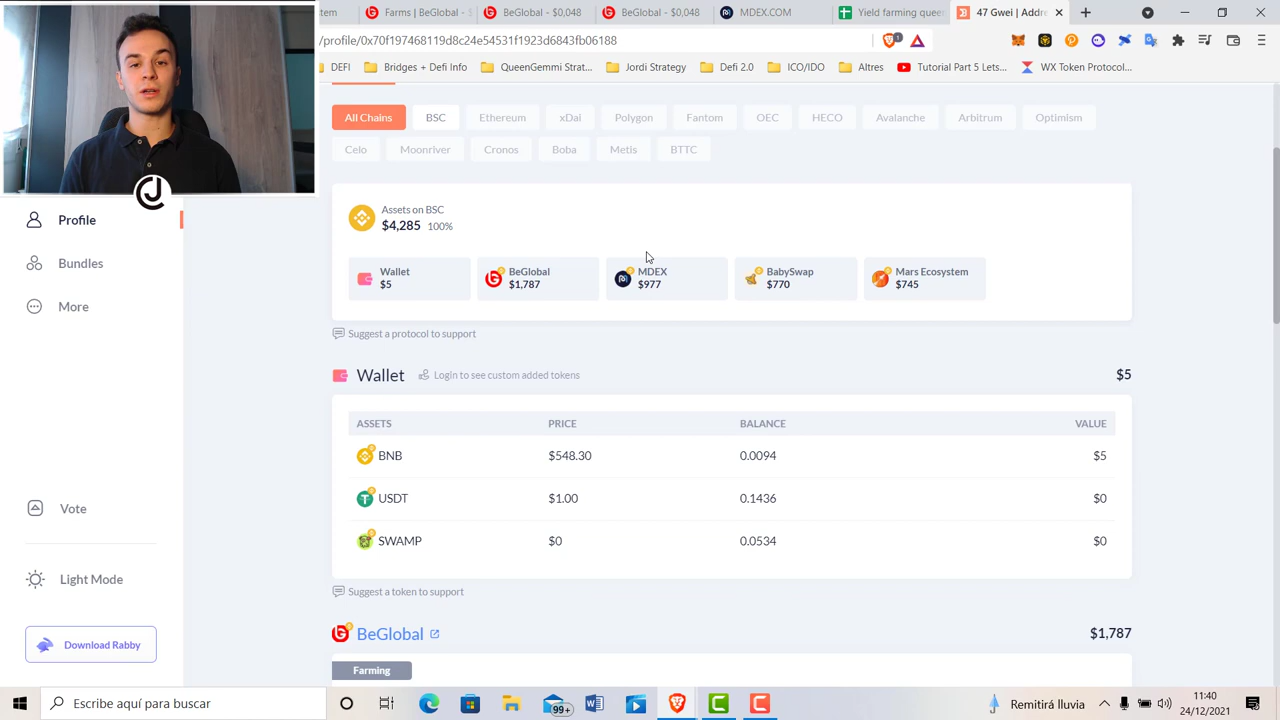 Farms | BeGlobal - $
BeGlobal - $0,048
BeGlobal - $0,048
MDEX.COM
Yield farming quee
47 Gwei | Addr
/profile/0x70f197468119d8c24e54531f1923d6843fb06188
1
DEFI
Bridges + Defi Info
QueenGemmi Stra...
Jordi Strategy
Defi 2.0
ICO/IDO
Altres
Tutorial Part 5 Lets...
WX Token Protocol...
All Chains
BSC
Ethereum
xDai
Polygon
Fantom
OEC
HECO
Avalanche
Arbitrum
Optimism
Celo
Moonriver
Cronos
Boba
Metis
BTTC
Assets on BSC
$4,285 100%
Wallet
$5
BeGlobal
$1,787
MDEX
$977
BabySwap
$770
Mars Ecosystem
$745
Suggest a protocol to support
Profile
Bundles
More
Vote
Light Mode
Download Rabby
Wallet Login to see custom added tokens $5
ASSETS PRICE BALANCE VALUE
BNB $548.30 0.0094 $5
USDT $1.00 0.1436 $0
SWAMP $0 0.0534 $0
Suggest a token to support
BeGlobal $1,787
Farming
Escribe aquí para buscar
99+
Remitirá lluvia
11:40
24/12/2021